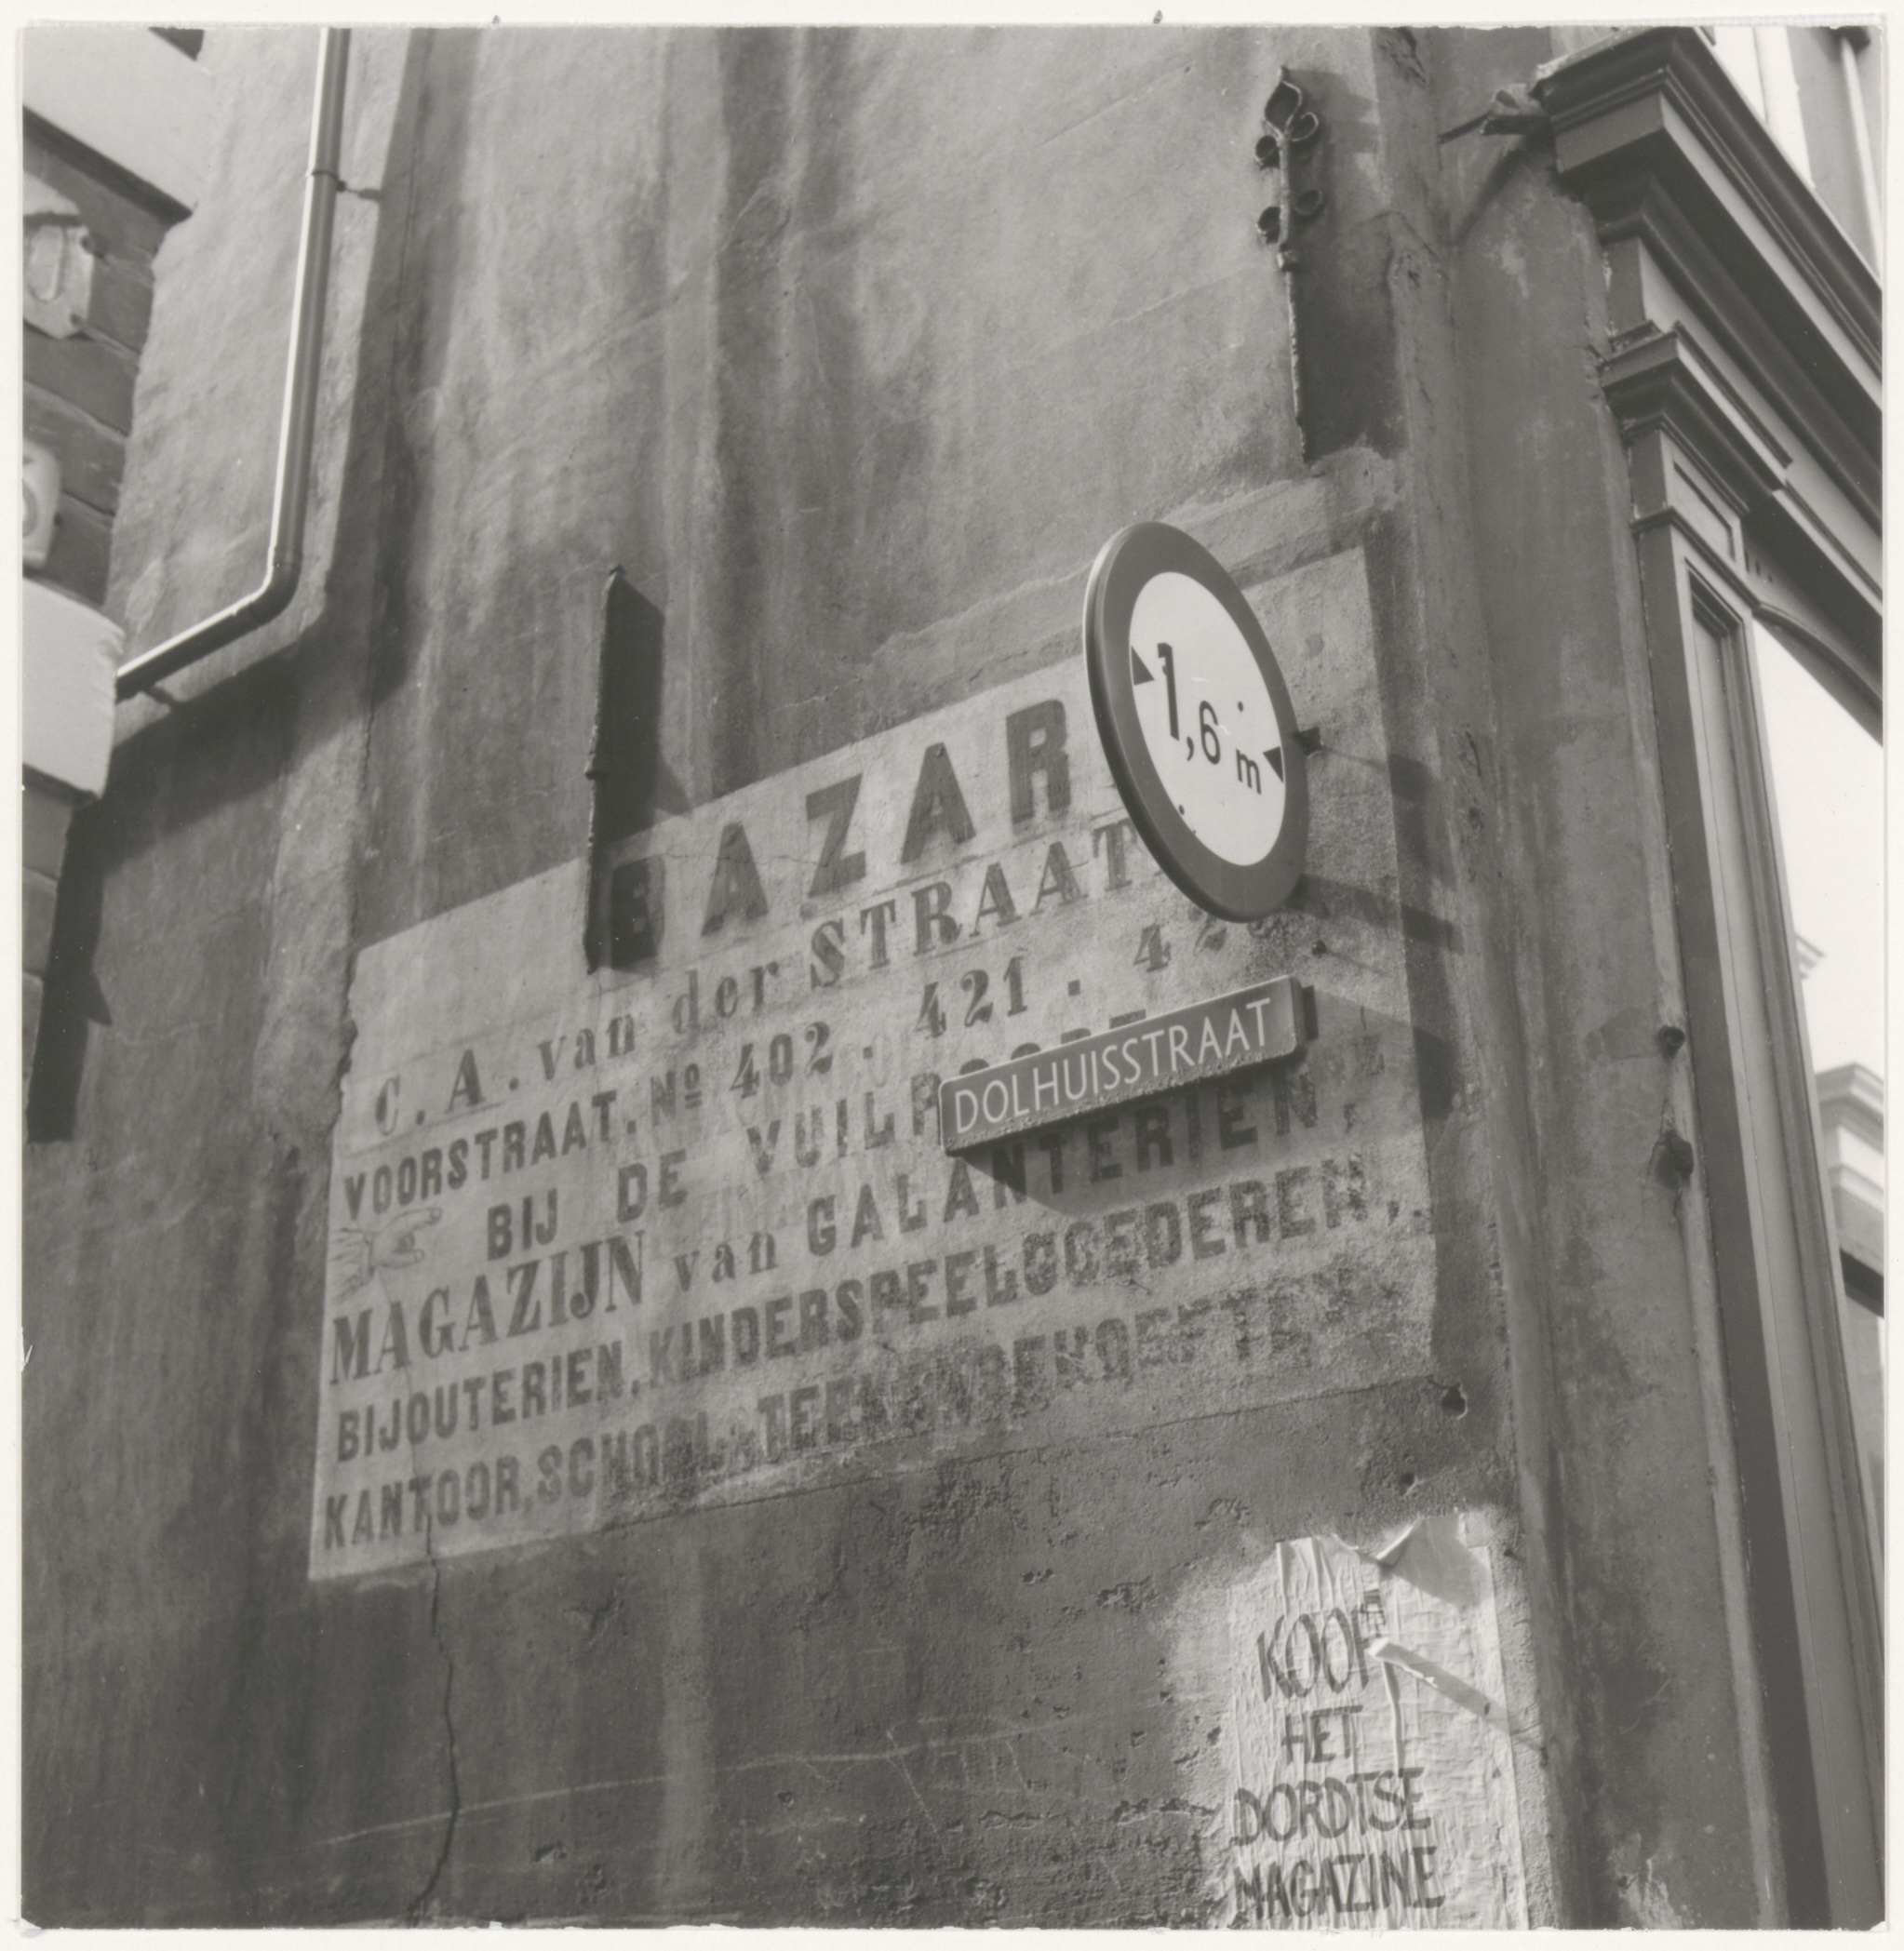 BAZAR
C. A. van der STRAAT
VOORSTRAAT. No 402. 421.
BIJ DE
MAGAZIJN van GALANTERIEN,
BIJOUTERIEN, KINDERSPEELGOEDEREN,
KANTOOR, SCHOOL
1,6 m
DOLHUISSTRAAT
KOOP
HET
DORDTSE
MAGAZINE